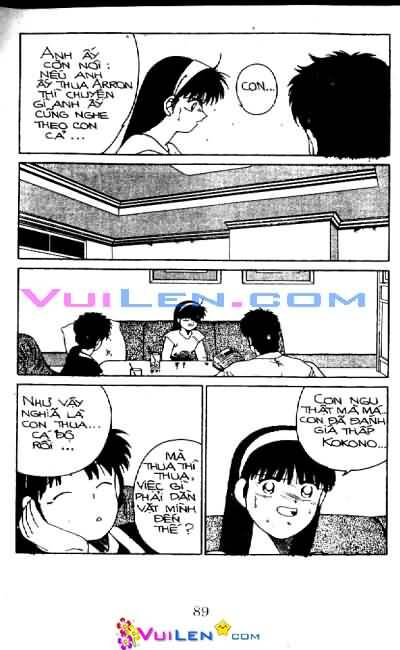 ANH ẤY
CÒN NÓI:
NẾU ANH
ẤY THUA ARRON
THÌ CHUYỆN
GÌ ANH ẤY
CŨNG NGHE
THEO CON
CẢ...
CON...
VUILEN.COM
NHƯ VẬY
NGHĨA LÀ
CON THUA...
CÁ ĐỘ
RỒI...
MÀ
THUA THÌ
THUA,
VIỆC GÌ
PHẢI DẰN
VẶT MÌNH
ĐẾN
THẾ?
CON NGU
THẬT MÀ MÁ...
CON ĐÃ ĐÁNH
GIÁ THẤP
KOKONO...
89
VUILEN.COM